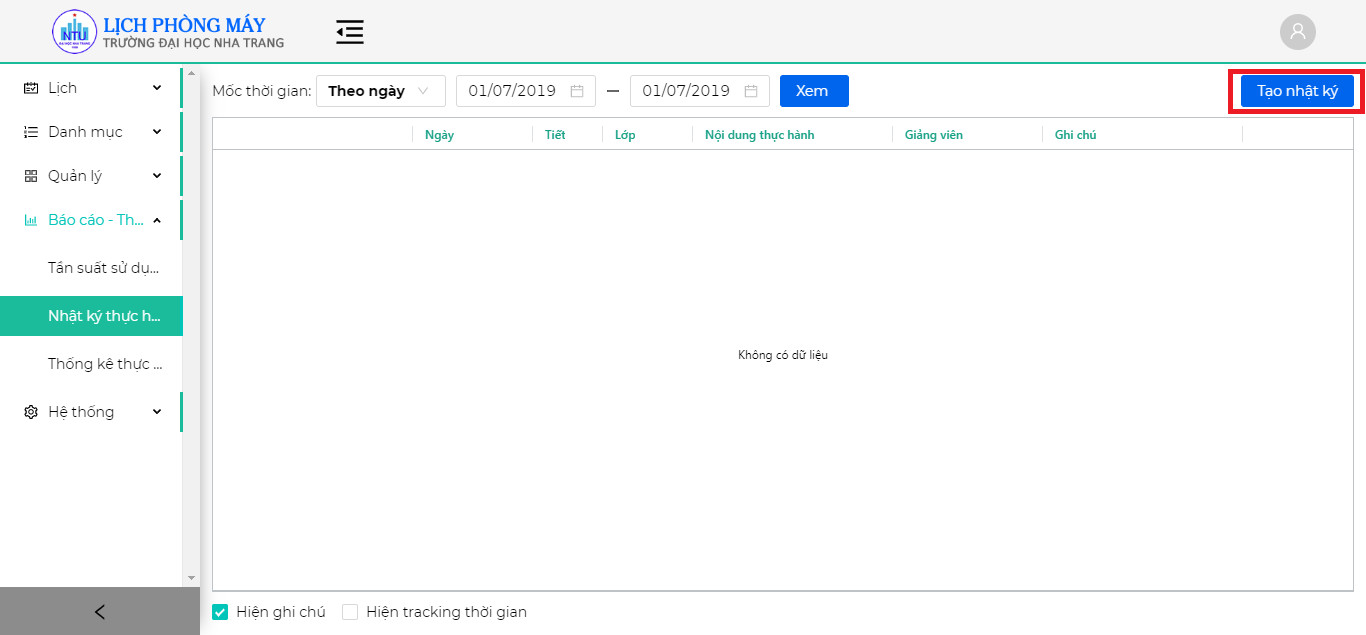 NTU
LỊCH PHÒNG MÁY
TRƯỜNG ĐẠI HỌC NHA TRANG
Lịch
Danh mục
Quản lý
Báo cáo - Th...
Tần suất sử dụ...
Nhật ký thực h...
Thống kê thực ...
Hệ thống
Mốc thời gian: Theo ngày 01/07/2019 — 01/07/2019 Xem Tạo nhật ký
Ngày Tiết Lớp Nội dung thực hành Giảng viên Ghi chú
Không có dữ liệu
Hiện ghi chú Hiện tracking thời gian